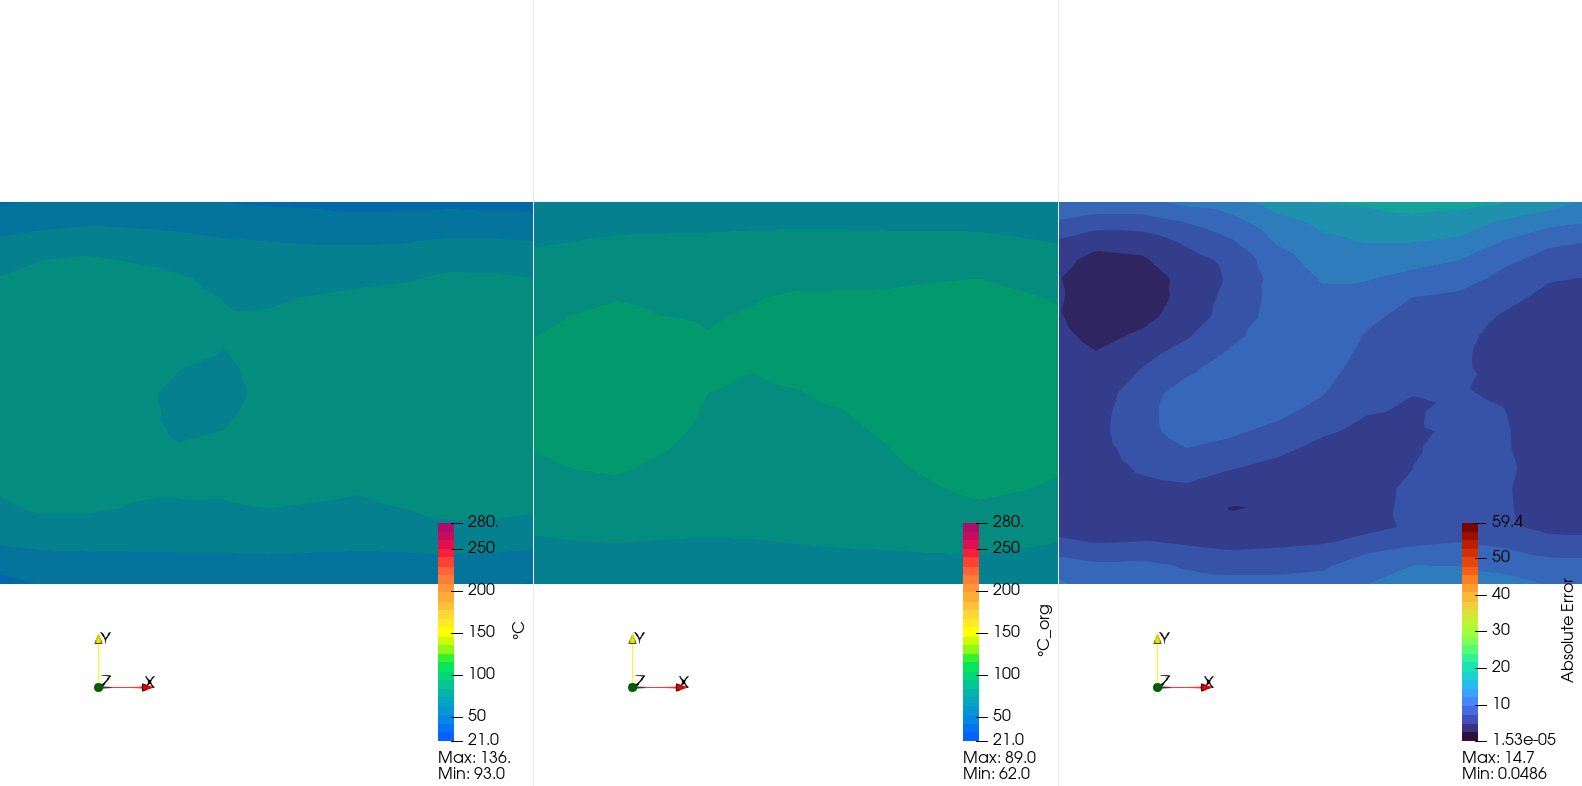 280.
250
200
150
100
50
21.0
°C
Max: 136.
Min: 93.0
Y
Z
X
280.
250
200
150
100
50
21.0
°C_org
Max: 89.0
Min: 62.0
Y
Z
X
59.4
50
40
30
20
10
1.53e-05
Absolute Error
Max: 14.7
Min: 0.0486
Y
Z
X